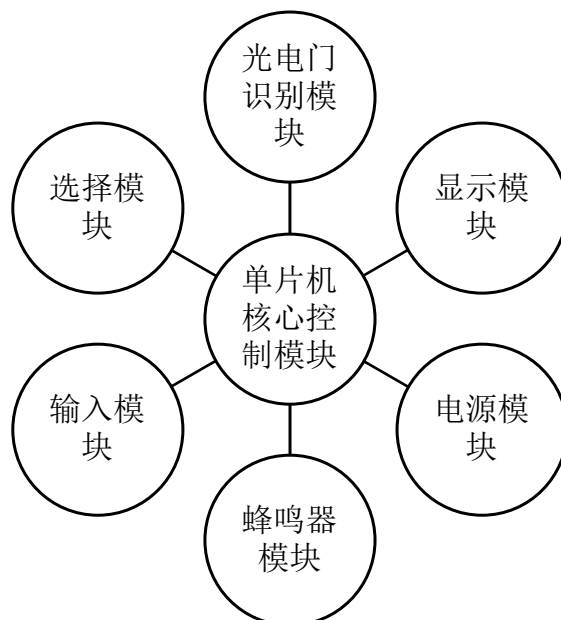 光电门
识别模
块
选择模
块
显示模
块
单片机
核心控
制模块
输入模
块
电源模
块
蜂鸣器
模块